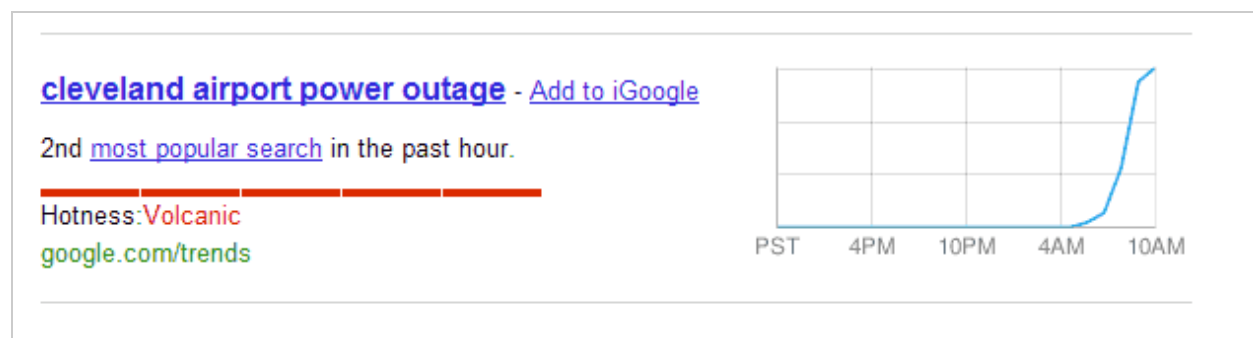 cleveland airport power outage - Add to iGoogle
2nd most popular search in the past hour.
Hotness:Volcanic
google.com/trends
PST 4PM 10PM 4AM 10AM